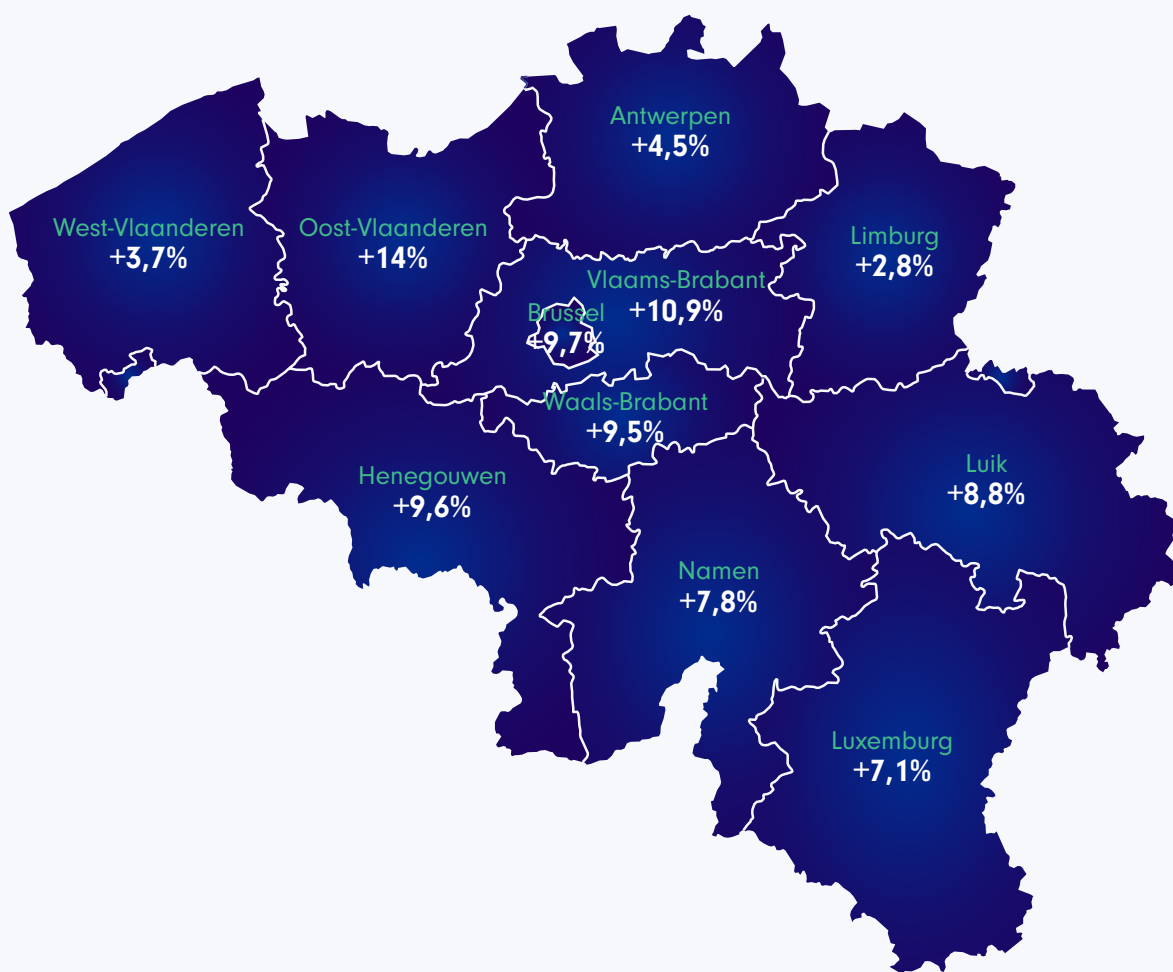 Antwerpen
+4,5%
West-Vlaanderen
+3,7%
Oost-Vlaanderen
+14%
Limburg
+2,8%
Vlaams-Brabant
+10,9%
Brussel
+9,7%
Waals-Brabant
+9,5%
Henegouwen
+9,6%
Luik
+8,8%
Namen
+7,8%
Luxemburg
+7,1%